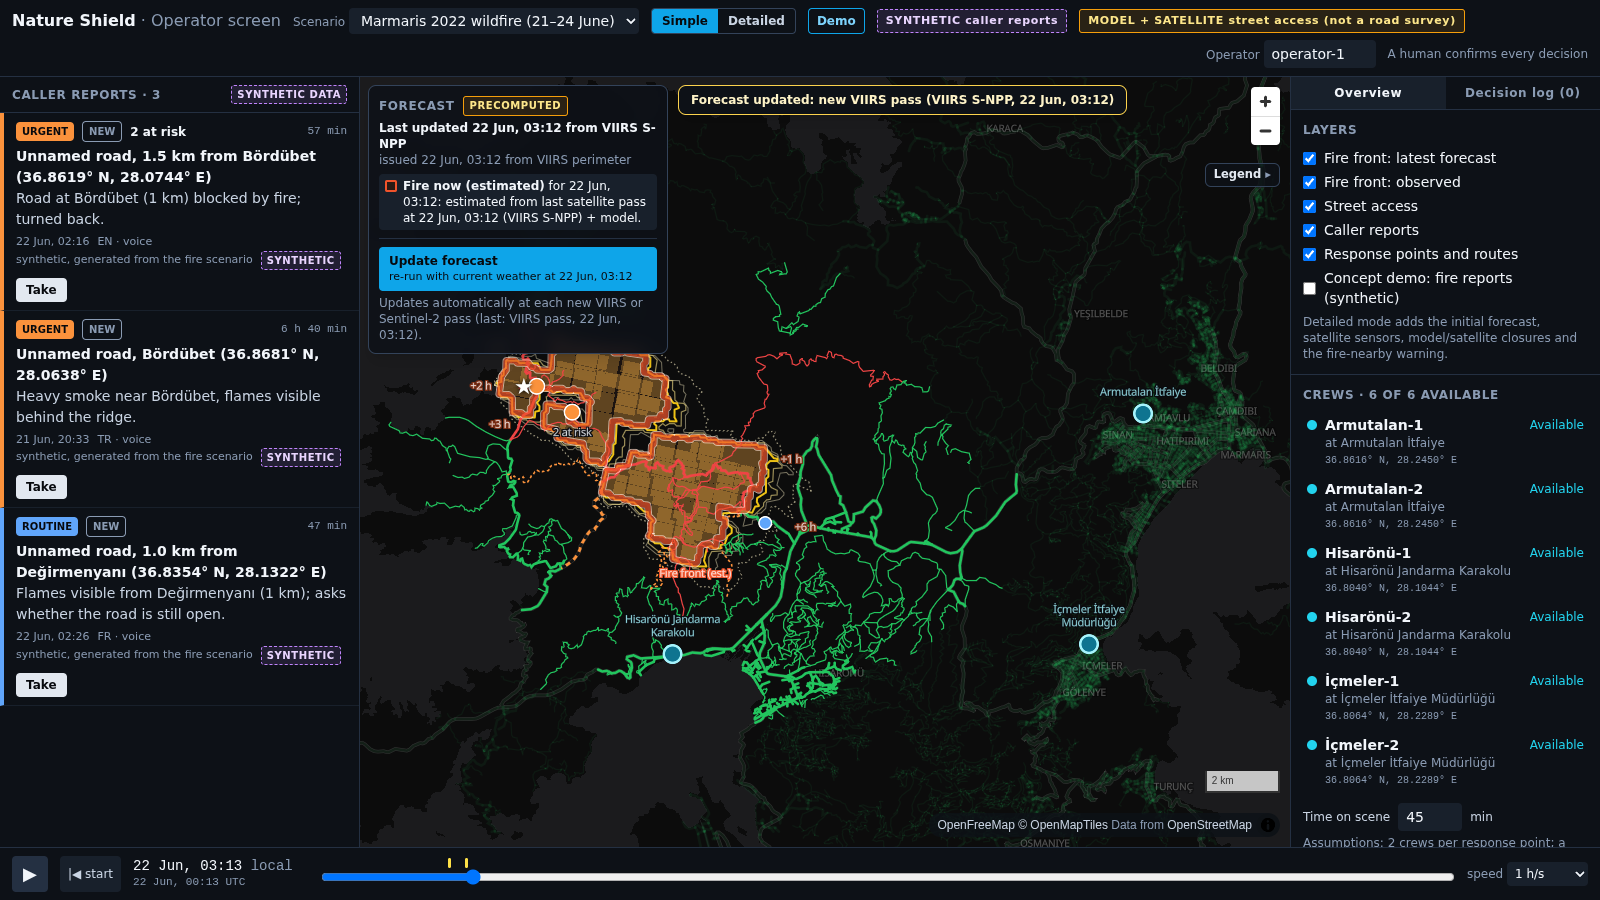 Nature Shield · Operator screen
Scenario
Marmaris 2022 wildfire (21–24 June)
Simple
Detailed
Demo
SYNTHETIC caller reports
MODEL + SATELLITE street access (not a road survey)
Operator
operator-1
A human confirms every decision
CALLER REPORTS · 3
SYNTHETIC DATA
URGENT
NEW
2 at risk
57 min
Unnamed road, 1.5 km from Bördübet
(36.8619° N, 28.0744° E)
Road at Bördübet (1 km) blocked by fire;
turned back.
22 Jun, 02:16 EN · voice
synthetic, generated from the fire scenario
SYNTHETIC
Take
URGENT
NEW
6 h 40 min
Unnamed road, Bördübet (36.8681° N,
28.0638° E)
Heavy smoke near Bördübet, flames visible
behind the ridge.
21 Jun, 20:33 TR · voice
synthetic, generated from the fire scenario
SYNTHETIC
Take
ROUTINE
NEW
47 min
Unnamed road, 1.0 km from
Değirmenyanı (36.8354° N, 28.1322° E)
Flames visible from Değirmenyanı (1 km); asks
whether the road is still open.
22 Jun, 02:26 FR · voice
synthetic, generated from the fire scenario
SYNTHETIC
Take
FORECAST
PRECOMPUTED
Last updated 22 Jun, 03:12 from VIIRS S-
NPP
issued 22 Jun, 03:12 from VIIRS perimeter
Fire now (estimated) for 22 Jun,
03:12: estimated from last satellite pass
at 22 Jun, 03:12 (VIIRS S-NPP) + model.
Update forecast
re-run with current weather at 22 Jun, 03:12
Updates automatically at each new VIIRS or
Sentinel-2 pass (last: VIIRS pass, 22 Jun,
03:12).
Forecast updated: new VIIRS pass (VIIRS S-NPP, 22 Jun, 03:12)
+
−
Legend ▸
KARACA
YEŞILBELDE
BELDIBI
+2 h
+3 h
2 at risk
+1 h
+6 h
Fire front (est.)
Armutalan İtfaiye
MIAVLU
ÇAMDIBI
SINAN
HATIPIRIMI
SARIANA
MARMARIS
SITELER
Hisarönü Jandarma
Karakolu
HISARÖNÜ
İçmeler İtfaiye
Müdürlüğü
IÇMELER
GÖLENYE
TURUNÇ
OSMANIYE
2 km
OpenFreeMap © OpenMapTiles Data from OpenStreetMap
Overview
Decision log (0)
LAYERS
Fire front: latest forecast
Fire front: observed
Street access
Caller reports
Response points and routes
Concept demo: fire reports
(synthetic)
Detailed mode adds the initial forecast,
satellite sensors, model/satellite closures and
the fire-nearby warning.
CREWS · 6 OF 6 AVAILABLE
Armutalan-1
Available
at Armutalan İtfaiye
36.8616° N, 28.2450° E
Armutalan-2
Available
at Armutalan İtfaiye
36.8616° N, 28.2450° E
Hisarönü-1
Available
at Hisarönü Jandarma Karakolu
36.8040° N, 28.1044° E
Hisarönü-2
Available
at Hisarönü Jandarma Karakolu
36.8040° N, 28.1044° E
İçmeler-1
Available
at İçmeler İtfaiye Müdürlüğü
36.8064° N, 28.2289° E
İçmeler-2
Available
at İçmeler İtfaiye Müdürlüğü
36.8064° N, 28.2289° E
Time on scene
45
min
Assumptions: 2 crews per response point; a
start
22 Jun, 03:13 local
22 Jun, 00:13 UTC
speed
1 h/s